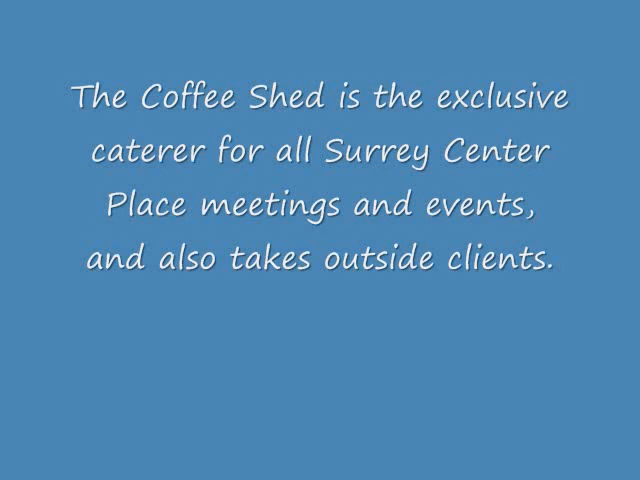 The Coffee Shed is the exclusive
caterer for all Surrey Center
Place meetings and events,
and also takes outside clients.